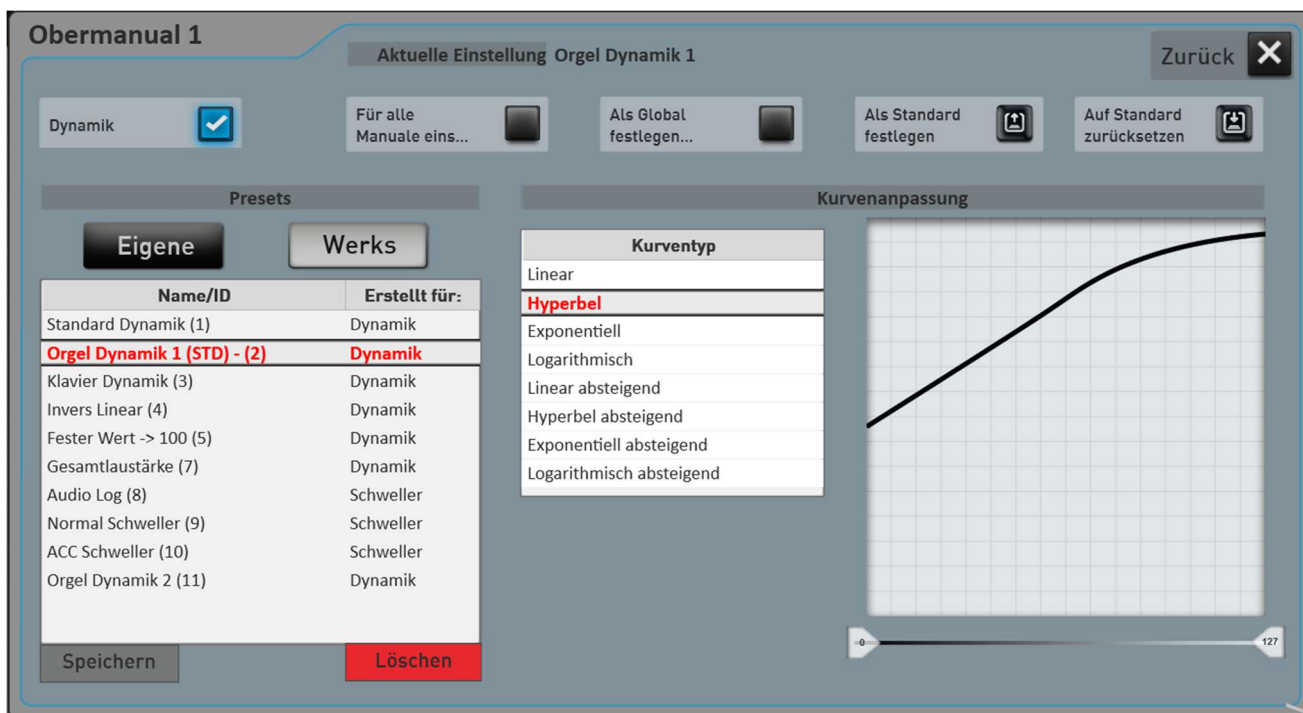 Obermanual 1
Aktuelle Einstellung Orgel Dynamik 1
Zurück
Dynamik
Für alle
Manuale eins...
Als Global
festlegen...
Als Standard
festlegen
Auf Standard
zurücksetzen
Presets
Kurvenanpassung
Eigene Werks
Name/ID Erstellt für:
Standard Dynamik (1) Dynamik
Orgel Dynamik 1 (STD) - (2) Dynamik
Klavier Dynamik (3) Dynamik
Invers Linear (4) Dynamik
Fester Wert -> 100 (5) Dynamik
Gesamtlaustärke (7) Dynamik
Audio Log (8) Schweller
Normal Schweller (9) Schweller
ACC Schweller (10) Schweller
Orgel Dynamik 2 (11) Dynamik
Speichern Löschen
Kurventyp
Linear
Hyperbel
Exponentiell
Logarithmisch
Linear absteigend
Hyperbel absteigend
Exponentiell absteigend
Logarithmisch absteigend
0 127